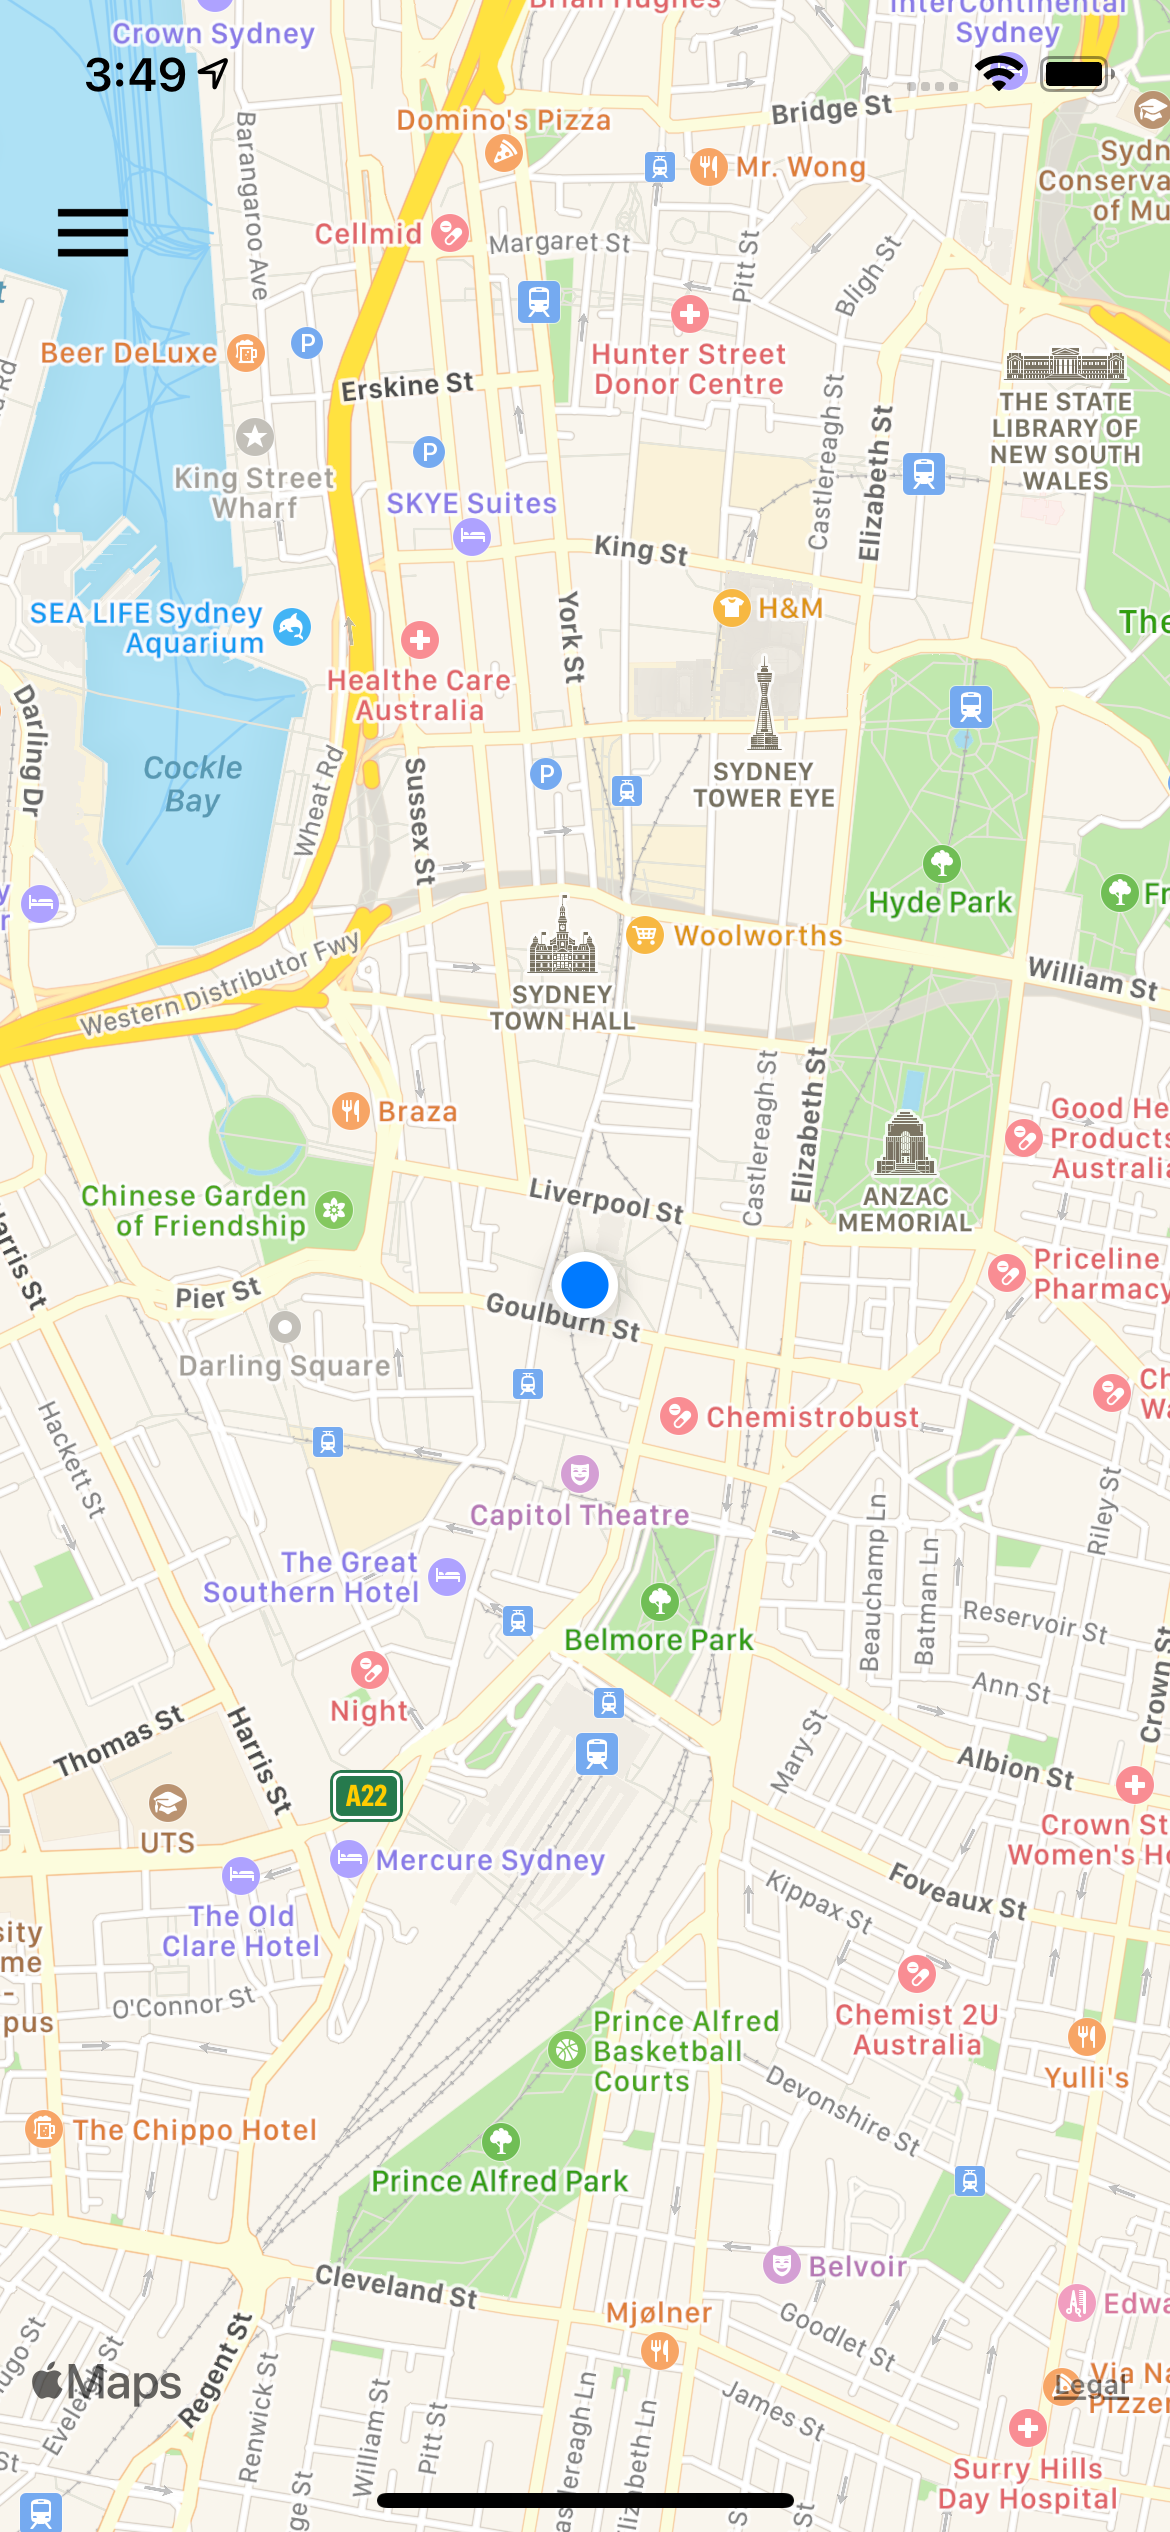 Crown Sydney
InterContinental
Sydney
3:49
Domino's Pizza
Bridge St
Mr. Wong
Sydn
Conserva
of Mu
Barangaroo Ave
Cellmid
Margaret St
Pitt St
Bligh St
Beer DeLuxe
P
Hunter Street
Donor Centre
Erskine St
THE STATE
LIBRARY OF
NEW SOUTH
WALES
Castlereagh St
Elizabeth St
P
King Street
Wharf
SKYE Suites
King St
H&M
SEA LIFE Sydney
Aquarium
York St
The
Healthe Care
Australia
Darling Dr
Cockle
Bay
Wheat Rd
Sussex St
P
SYDNEY
TOWER EYE
Hyde Park
Fr
Woolworths
Western Distributor Fwy
SYDNEY
TOWN HALL
William St
Braza
Castlereagh St
Elizabeth St
Good He
Products
Australia
Chinese Garden
of Friendship
Liverpool St
ANZAC
MEMORIAL
Harris St
Pier St
Priceline
Pharmacy
Goulburn St
Darling Square
Ch
Wa
Hackett St
Chemistrobust
Capitol Theatre
Riley St
The Great
Southern Hotel
Beauchamp Ln
Batman Ln
Reservoir St
Belmore Park
Night
Ann St
Crown St
Thomas St
Harris St
Mary St
Albion St
A22
UTS
Crown St
Women's Ho
Mercure Sydney
Foveaux St
Kippax St
The Old
Clare Hotel
sity
me
-
pus
O'Connor St
Chemist 2U
Australia
Prince Alfred
Basketball
Courts
Yulli's
Devonshire St
The Chippo Hotel
Prince Alfred Park
Belvoir
Cleveland St
Mjølner
Goodlet St
Edwa
Regent St
Eveleigh St
Maps
Renwick St
William St
Pitt St
James St
Via Na
Pizzer
Legal
Surry Hills
Day Hospital